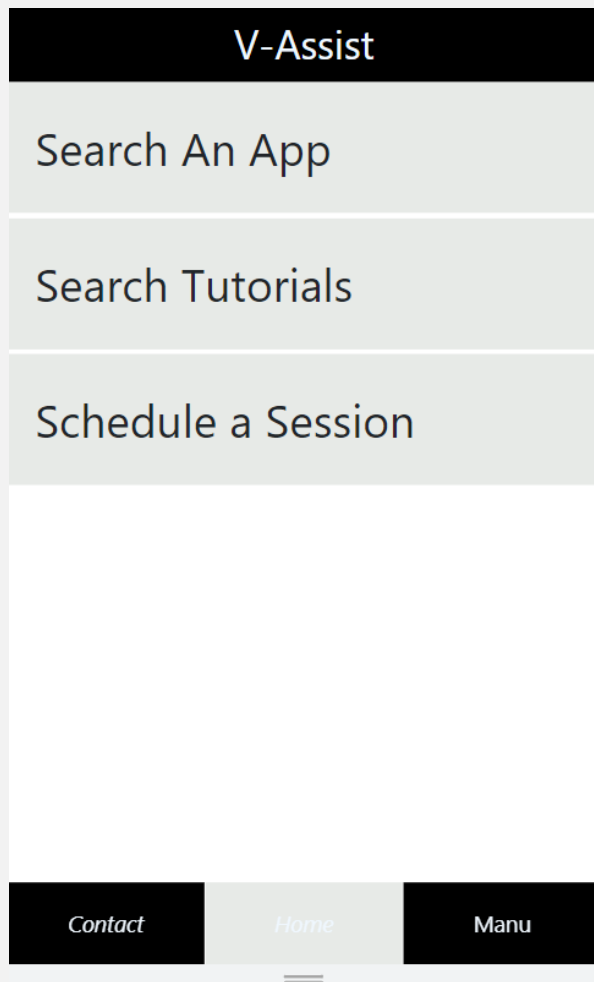 V-Assist
Search An App
Search Tutorials
Schedule a Session
Contact Home Manu